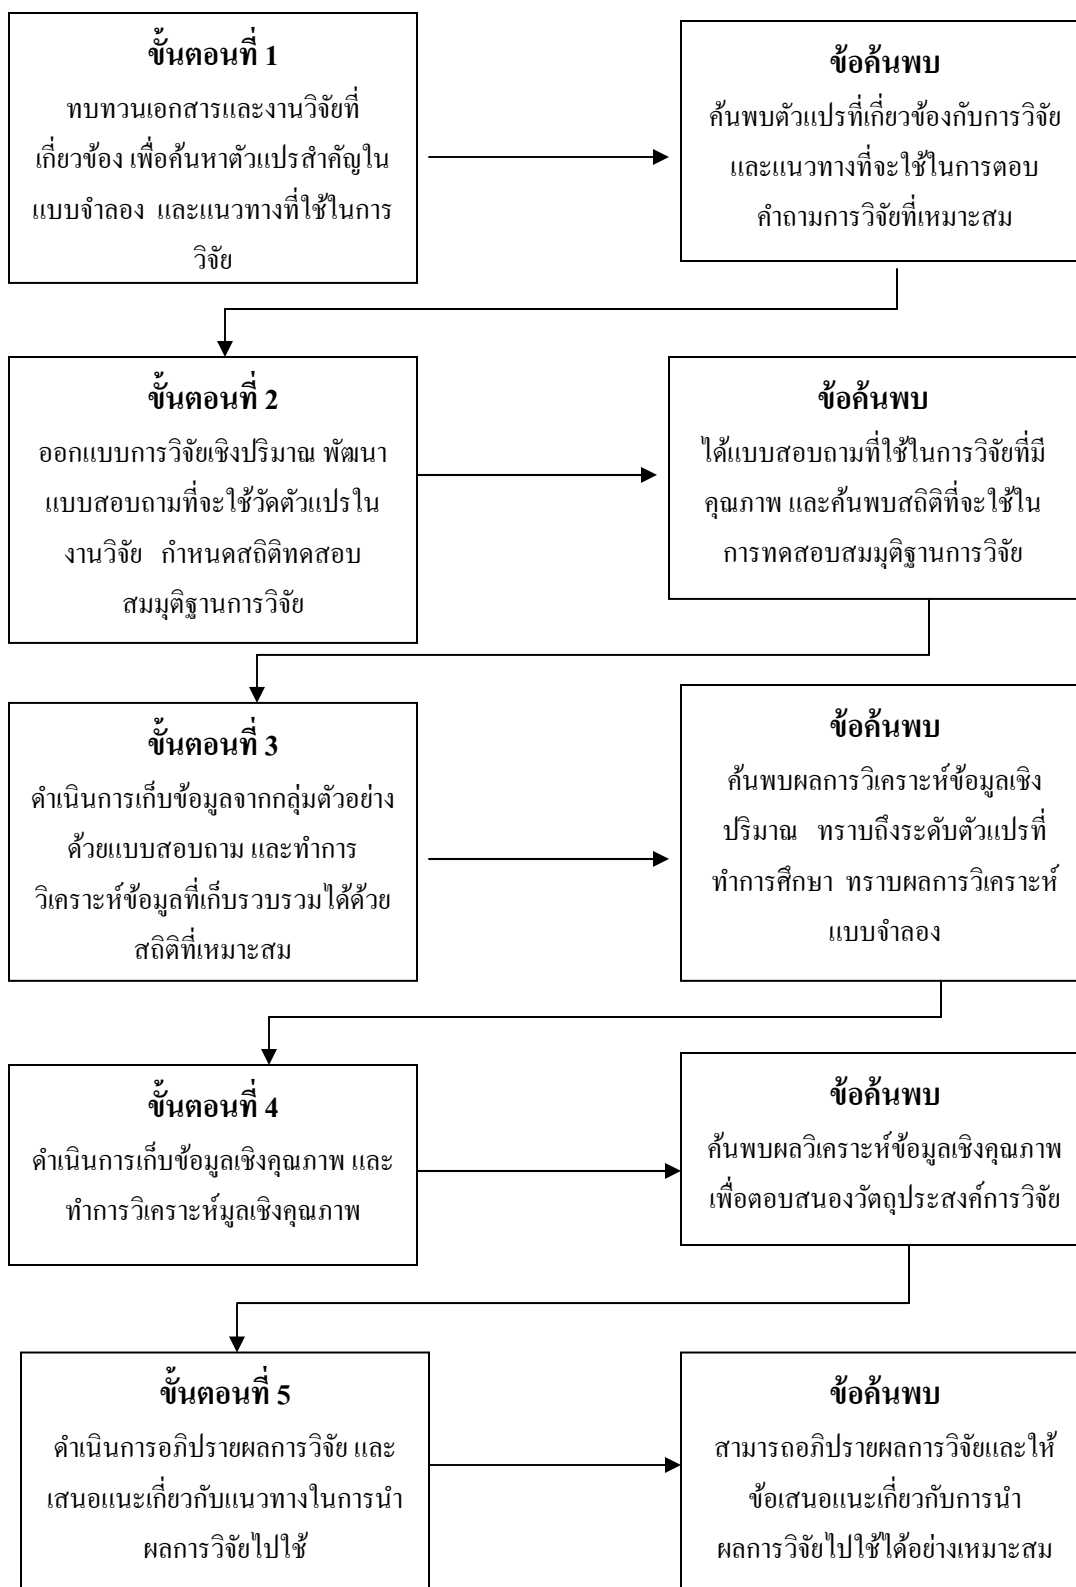 ขั้นตอนที่ 1
ทบทวนเอกสารและงานวิจัยที่
เกี่ยวข้อง เพื่อค้นหาตัวแปรสำคัญใน
แบบจำลอง และแนวทางที่ใช้ในการ
วิจัย
ข้อค้นพบ
ค้นพบตัวแปรที่เกี่ยวข้องกับการวิจัย
และแนวทางที่จะใช้ในการตอบ
คำถามการวิจัยที่เหมาะสม
ขั้นตอนที่ 2
ออกแบบการวิจัยเชิงปริมาณ พัฒนา
แบบสอบถามที่จะใช้วัดตัวแปรใน
งานวิจัย กำหนดสถิติทดสอบ
สมมุติฐานการวิจัย
ข้อค้นพบ
ได้แบบสอบถามที่ใช้ในการวิจัยที่มี
คุณภาพ และค้นพบสถิติที่จะใช้ใน
การทดสอบสมมุติฐานการวิจัย
ขั้นตอนที่ 3
ดำเนินการเก็บข้อมูลจากกลุ่มตัวอย่าง
ด้วยแบบสอบถาม และทำการ
วิเคราะห์ข้อมูลที่เก็บรวบรวมได้ด้วย
สถิติที่เหมาะสม
ข้อค้นพบ
ค้นพบผลการวิเคราะห์ข้อมูลเชิง
ปริมาณ ทราบถึงระดับตัวแปรที่
ทำการศึกษา ทราบผลการวิเคราะห์
แบบจำลอง
ขั้นตอนที่ 4
ดำเนินการเก็บข้อมูลเชิงคุณภาพ และ
ทำการวิเคราะห์มูลเชิงคุณภาพ
ข้อค้นพบ
ค้นพบผลวิเคราะห์ข้อมูลเชิงคุณภาพ
เพื่อตอบสนองวัตถุประสงค์การวิจัย
ขั้นตอนที่ 5
ดำเนินการอภิปรายผลการวิจัย และ
เสนอแนะเกี่ยวกับแนวทางในการนำ
ผลการวิจัยไปใช้
ข้อค้นพบ
สามารถอภิปรายผลการวิจัยและให้
ข้อเสนอแนะเกี่ยวกับการนำ
ผลการวิจัยไปใช้ได้อย่างเหมาะสม